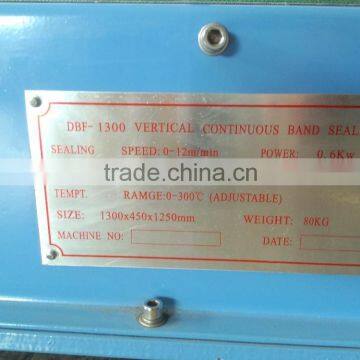 DBF-1300 VERTICAL CONTINUOUS BAND SEAL
SEALING SPEED: 0-12m/min POWER: 0.6Kw
trade.china.cn
TEMPT. RAMGE:0-300℃ (ADJUSTABLE)
SIZE: 1300x450x1250mm WEIGHT: 80KG
MACHINE NO: DATE: